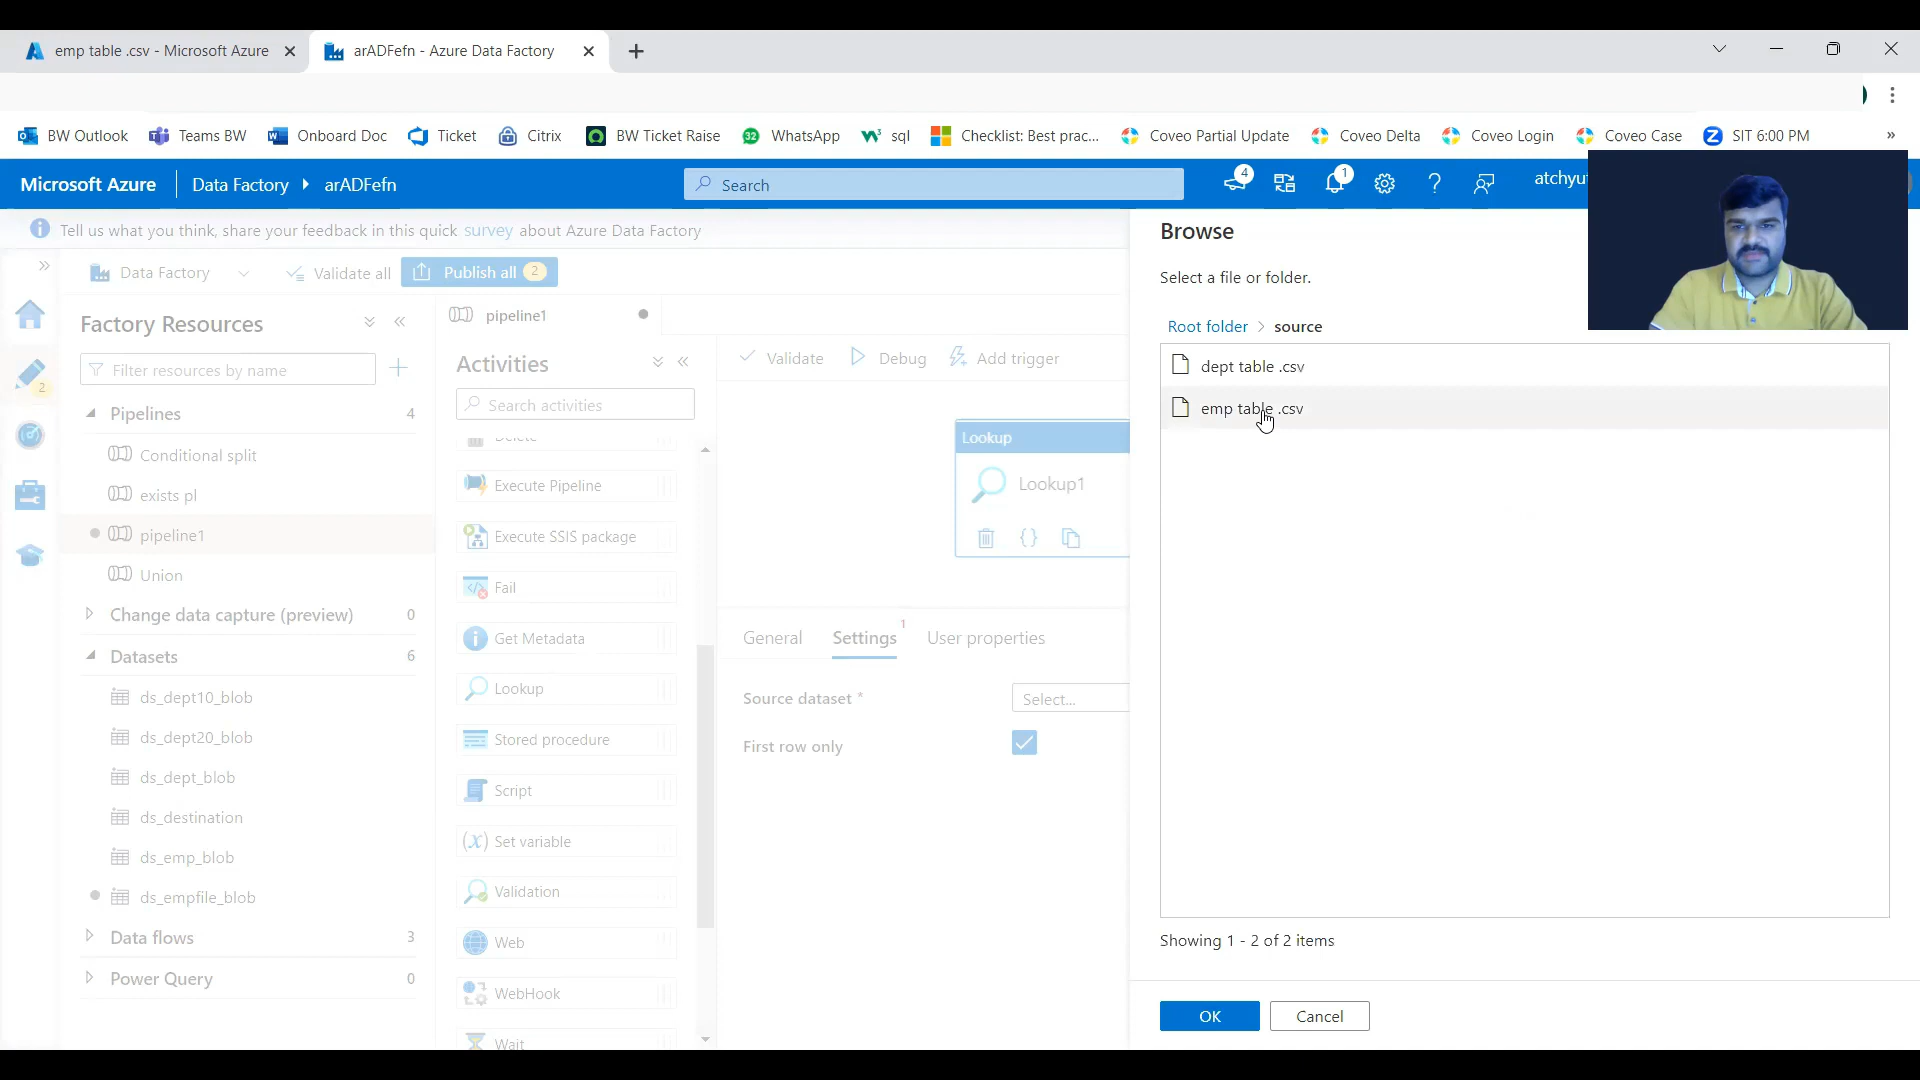 emp table .csv - Microsoft Azure
arADFefn - Azure Data Factory
BW Outlook
Teams BW
Onboard Doc
Ticket
Citrix
BW Ticket Raise
32
WhatsApp
sql
Checklist: Best prac...
Coveo Partial Update
Coveo Delta
Coveo Login
Coveo Case
SIT 6:00 PM
Microsoft Azure
Data Factory
arADFefn
Search
4
1
atchyut
Tell us what you think, share your feedback in this quick survey about Azure Data Factory
Data Factory
Validate all
Publish all 2
2
Factory Resources
Filter resources by name
Pipelines 4
Conditional split
exists pl
pipeline1
Union
Change data capture (preview) 0
Datasets 6
ds_dept10_blob
ds_dept20_blob
ds_dept_blob
ds_destination
ds_emp_blob
ds_empfile_blob
Data flows 3
Power Query 0
pipeline1
Activities
Search activities
Delete
Execute Pipeline
Execute SSIS package
Fail
Get Metadata
Lookup
Stored procedure
Script
(x) Set variable
Validation
Web
WebHook
Wait
Validate
Debug
Add trigger
Lookup
Lookup1
{}
General
Settings 1
User properties
Source dataset *
Select...
First row only
Browse
Select a file or folder.
Root folder > source
dept table .csv
emp table .csv
Showing 1 - 2 of 2 items
OK
Cancel